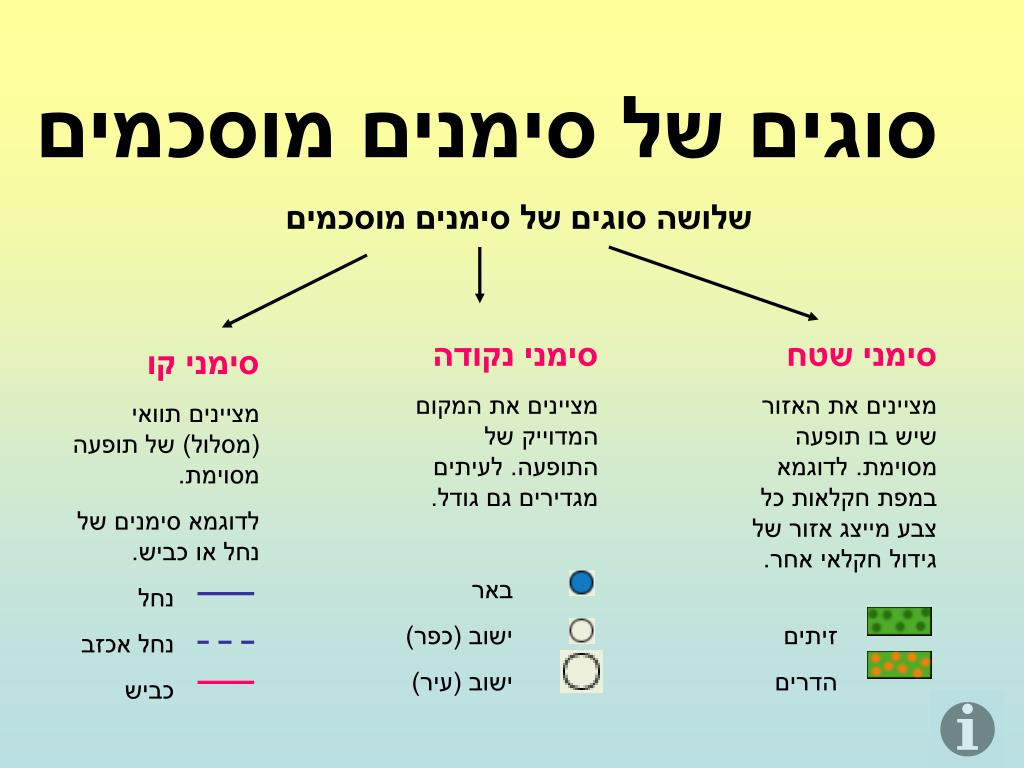 סוגים של סימנים מוסכמים
שלושה סוגים של סימנים מוסכמים
סימני שטח
מציינים את האזור
שיש בו תופעה
מסוימת. לדוגמא
במפת חקלאות כל
צבע מייצג אזור של
גידול חקלאי אחר.
זיתים
הדרים
סימני נקודה
מציינים את המקום
המדוייק של
התופעה. לעיתים
מגדירים גם גודל.
באר
ישוב (כפר)
ישוב (עיר)
סימני קו
מציינים תוואי
(מסלול) של תופעה
מסוימת.
לדוגמא סימנים של
נחל או כביש.
נחל
נחל אכזב
כביש